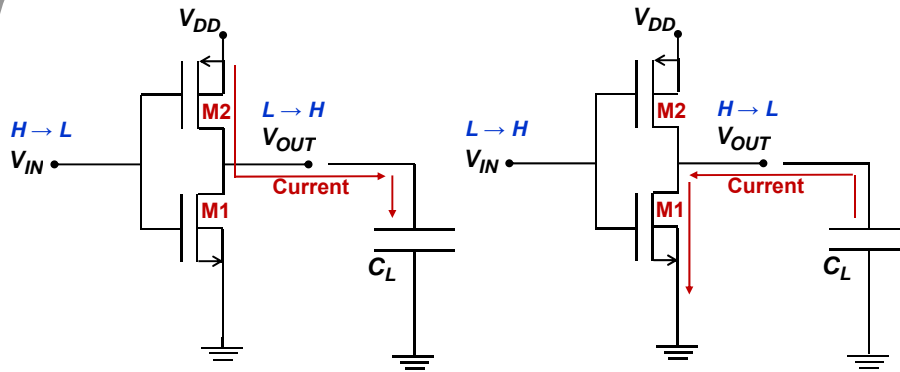 V_DD
M2
H → L
L → H
V_IN
V_OUT
Current
M1
C_L
V_DD
M2
L → H
H → L
V_IN
V_OUT
Current
M1
C_L